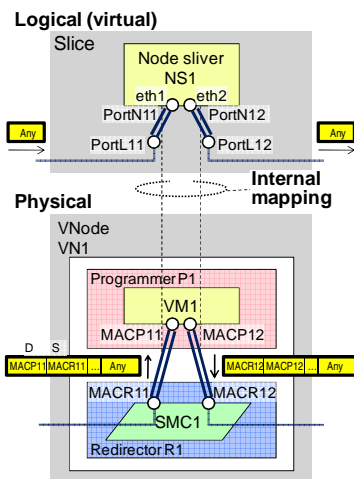 Logical (virtual)
Slice
Node sliver
NS1
eth1 eth2
PortN11 PortN12
Any Any
PortL11 PortL12
Internal
mapping
Physical
VNode
VN1
Programmer P1
VM1
MACP11 MACP12
D S
MACP11 MACR11 ... Any MACR12 MACP12 ... Any
MACR11 MACR12
SMC1
Redirector R1